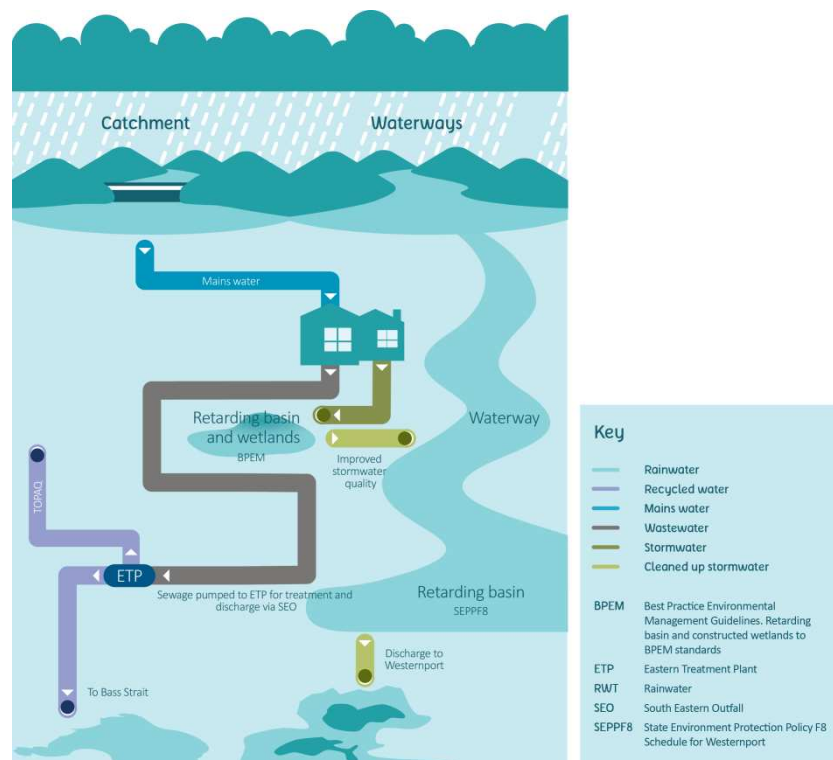 Catchment
Waterways
Mains water
Retarding basin
and wetlands
BPEM
Waterway
Improved
stormwater
quality
TOPAQ
ETP
Sewage pumped to ETP for treatment and
discharge via SEO
Retarding basin
SEPPF8
Discharge to
Westernport
To Bass Strait
Key
Rainwater
Recycled water
Mains water
Wastewater
Stormwater
Cleaned up stormwater
BPEM Best Practice Environmental
Management Guidelines. Retarding
basin and constructed wetlands to
BPEM standards
ETP Eastern Treatment Plant
RWT Rainwater
SEO South Eastern Outfall
SEPPF8 State Environment Protection Policy F8
Schedule for Westernport